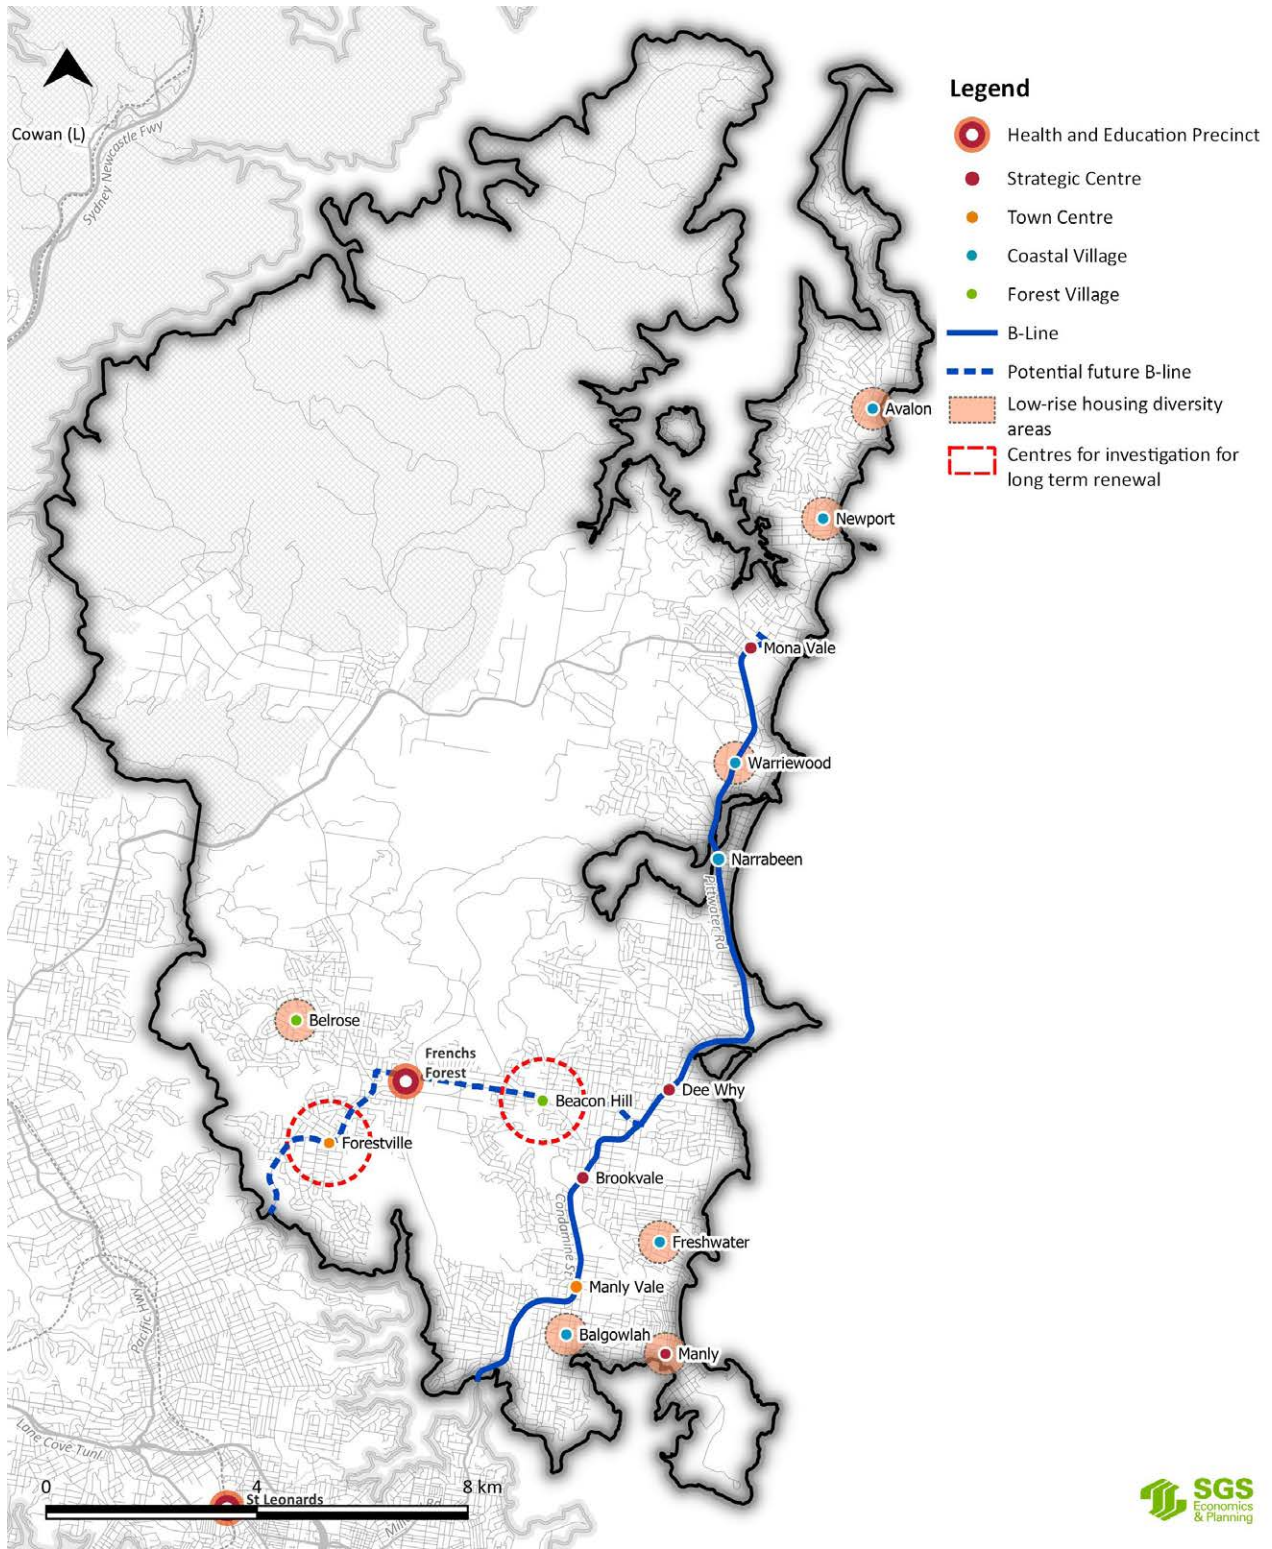 Legend
Health and Education Precinct
Strategic Centre
Town Centre
Coastal Village
Forest Village
B-Line
Potential future B-line
Low-rise housing diversity
areas
Centres for investigation for
long term renewal
Cowan (L)
Sydney Newcastle Fwy
Avalon
Newport
Mona Vale
Warriewood
Narrabeen
Pittwater Rd
Belrose
Frenchs
Forest
Beacon Hill
Dee Why
Forestville
Brookvale
Condamine St
Freshwater
Manly Vale
Balgowlah
Manly
Pacific Hwy
Lane Cove Tunl
St Leonards
Rd
0 4 8 km
SGS
Economics
& Planning